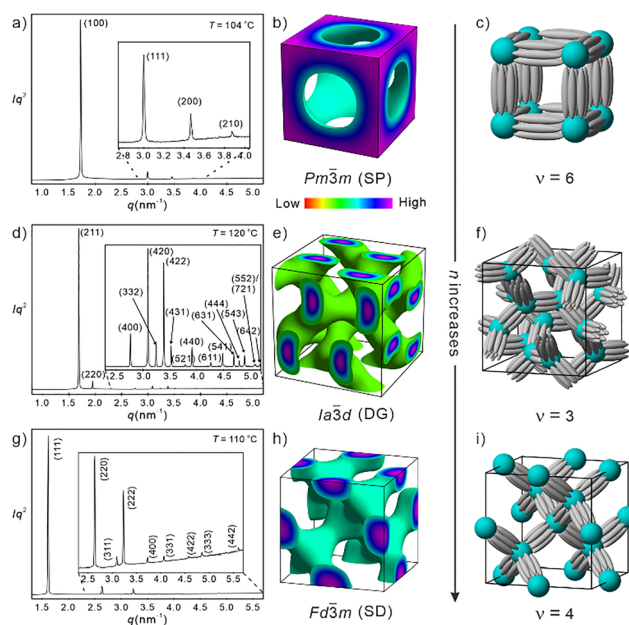 a)
T = 104 °C
(100)
(111)
(200)
(210)
2.8 3.0 3.2 3.4 3.6 3.8 4.0
Iq²
1.0 1.5 2.0 2.5 3.0 3.5 4.0 4.5 5.0
q(nm⁻¹)
b)
Pm3̄m (SP)
Low High
c)
ν = 6
d)
T = 120 °C
(211)
(420)
(422)
(552)/
(721)
(332)
(431)
(444)
(543)
(631)
(642)
(400)
(440)
(541)
(521)
(611)
2.5 3.0 3.5 4.0 4.5 5.0
(220)
Iq²
1.0 1.5 2.0 2.5 3.0 3.5 4.0 4.5 5.0
q(nm⁻¹)
e)
Ia3̄d (DG)
n increases
f)
ν = 3
g)
T = 110 °C
(111)
(220)
(222)
(311)
(400)
(331)
(422)
(333)
(442)
2.5 3.0 3.5 4.0 4.5 5.0 5.5
Iq²
1.5 2.0 2.5 3.0 3.5 4.0 4.5 5.0 5.5
q(nm⁻¹)
h)
Fd3̄m (SD)
i)
ν = 4